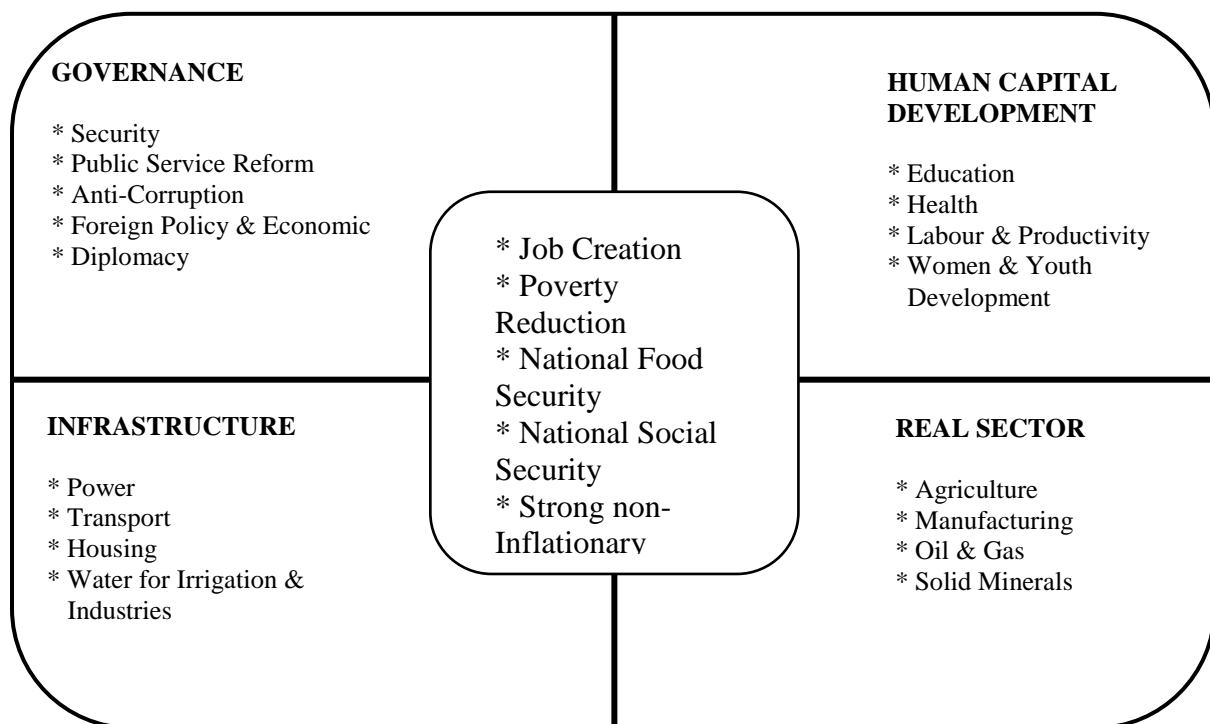 GOVERNANCE
* Security
* Public Service Reform
* Anti-Corruption
* Foreign Policy & Economic
* Diplomacy
HUMAN CAPITAL
DEVELOPMENT
* Education
* Health
* Labour & Productivity
* Women & Youth
Development
* Job Creation
* Poverty
Reduction
* National Food
Security
* National Social
Security
* Strong non-
Inflationary
INFRASTRUCTURE
* Power
* Transport
* Housing
* Water for Irrigation &
Industries
REAL SECTOR
* Agriculture
* Manufacturing
* Oil & Gas
* Solid Minerals